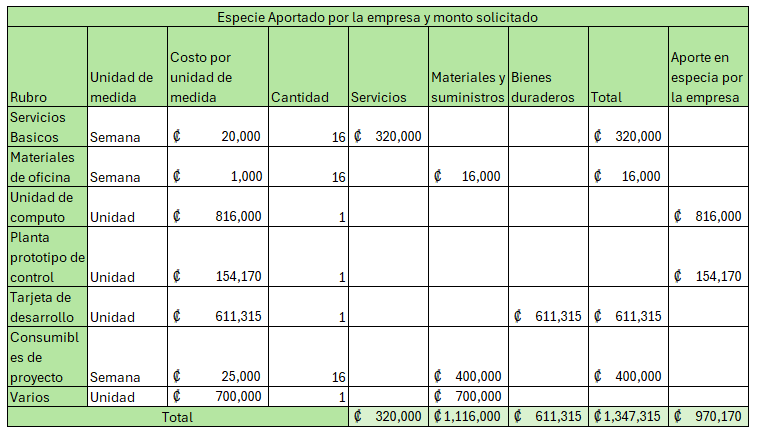 Especie Aportado por la empresa y monto solicitado
Rubro Unidad de medida Costo por unidad de medida Cantidad Servicios Materiales y suministros Bienes duraderos Total Aporte en especia por la empresa
Servicios Basicos Semana ₡ 20,000 16 ₡ 320,000 ₡ 320,000
Materiales de oficina Semana ₡ 1,000 16 ₡ 16,000 ₡ 16,000
Unidad de computo Unidad ₡ 816,000 1 ₡ 816,000
Planta prototipo de control Unidad ₡ 154,170 1 ₡ 154,170
Tarjeta de desarrollo Unidad ₡ 611,315 1 ₡ 611,315 ₡ 611,315
Consumibles de proyecto Semana ₡ 25,000 16 ₡ 400,000 ₡ 400,000
Varios Unidad ₡ 700,000 1 ₡ 700,000
Total ₡ 320,000 ₡ 1,116,000 ₡ 611,315 ₡ 1,347,315 ₡ 970,170